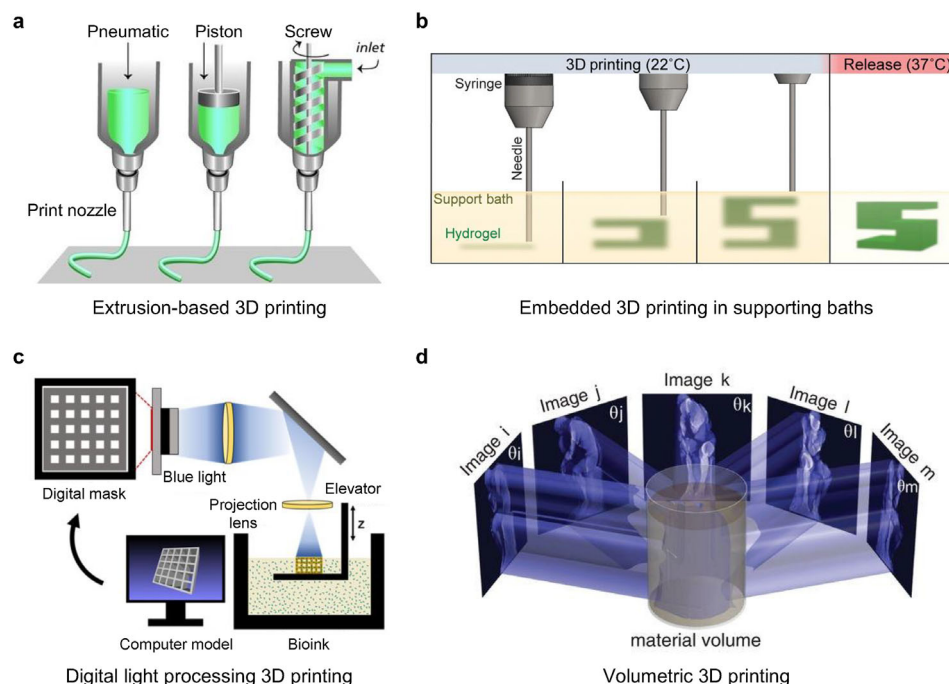 a
Pneumatic Piston Screw
inlet
Print nozzle
Extrusion-based 3D printing
b
3D printing (22°C) Release (37°C)
Syringe
Needle
Support bath
Hydrogel
Embedded 3D printing in supporting baths
c
Digital mask
Blue light
Projection lens
Elevator
z
Computer model
Bioink
Digital light processing 3D printing
d
Image i
θi
Image j
θj
Image k
θk
Image l
θl
Image m
θm
material volume
Volumetric 3D printing